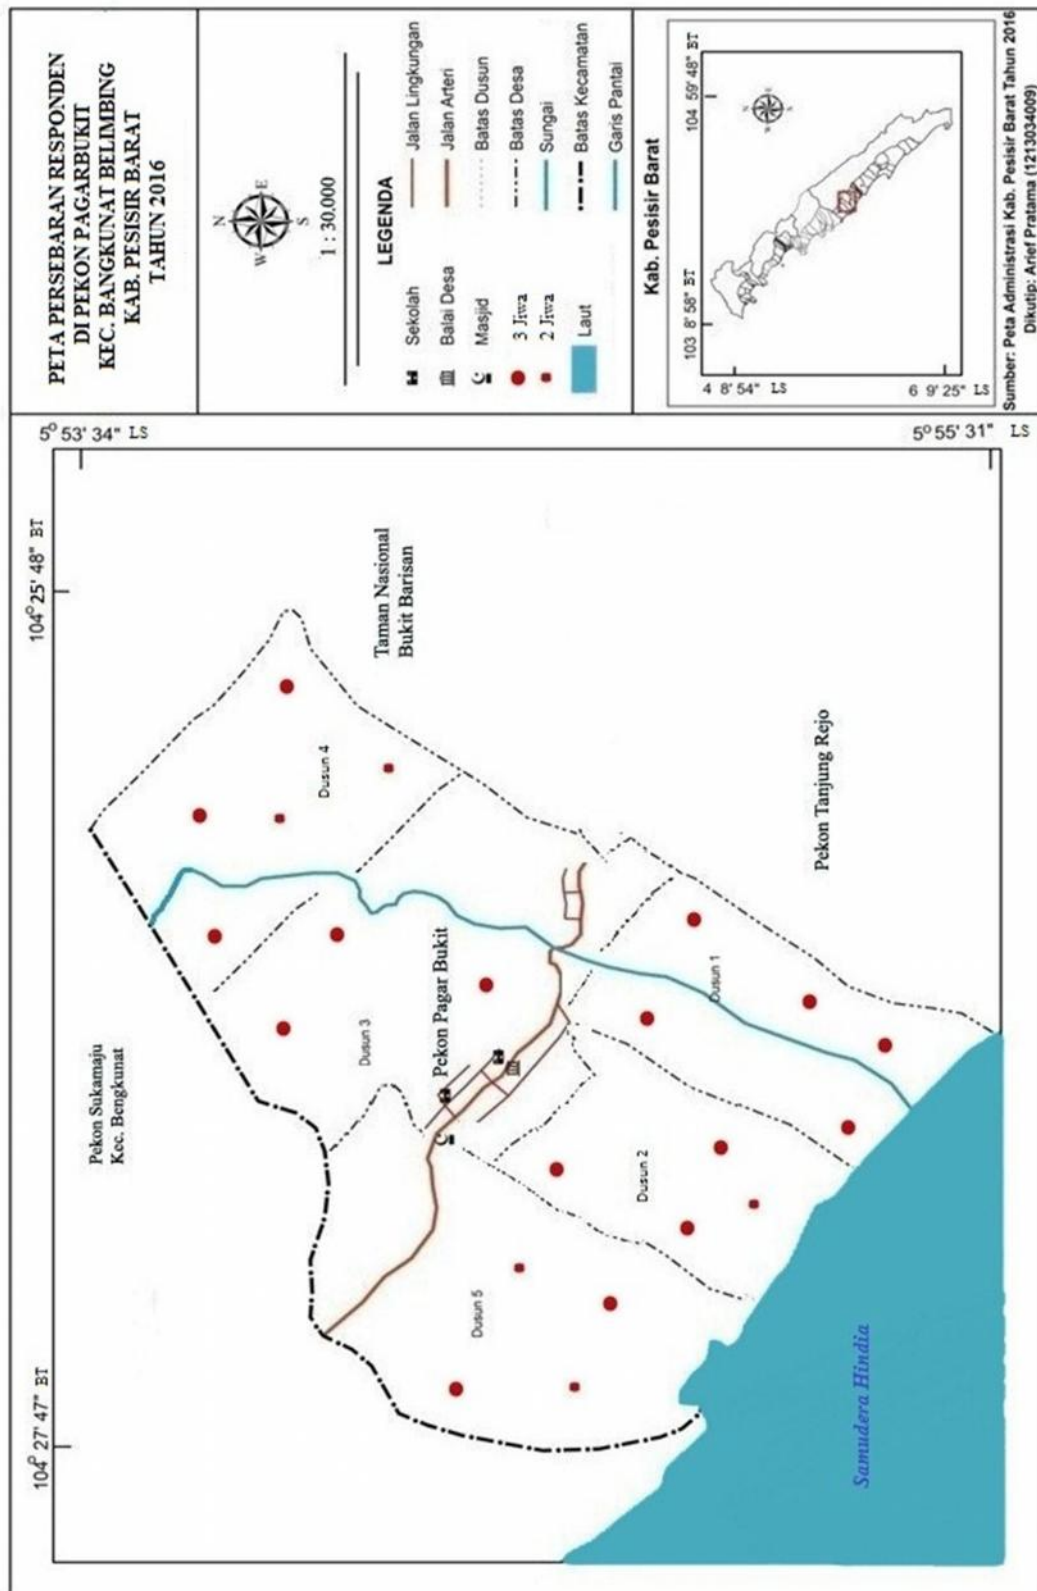 PETA PERSEBARAN RESPONDEN
DI PEKON PAGARBUKIT
KEC. BANGKUNAT BELIMBING
KAB. PESISIR BARAT
TAHUN 2016
N
W
E
S
1 : 30.000
LEGENDA
Sekolah
Balai Desa
Masjid
3 Jiwa
2 Jiwa
Laut
Jalan Lingkungan
Jalan Arteri
Batas Dusun
Batas Desa
Sungai
Batas Kecamatan
Garis Pantai
Kab. Pesisir Barat
103 8' 58" BT
104 59' 48" BT
4 8' 54" LS
6 9' 25" LS
Sumber: Peta Administrasi Kab. Pesisir Barat Tahun 2016
Dikutip: Arief Pratama (1213034009)
104° 27' 47" BT
104° 25' 48" BT
5° 53' 34" LS
5° 55' 31" LS
Pekon Sukamaju
Kec. Bengkunat
Taman Nasional
Bukit Barisan
Dusun 4
Dusun 3
Pekon Pagar Bukit
Dusun 5
Dusun 2
Dusun 1
Pekon Tanjung Rejo
Samudera Hindia